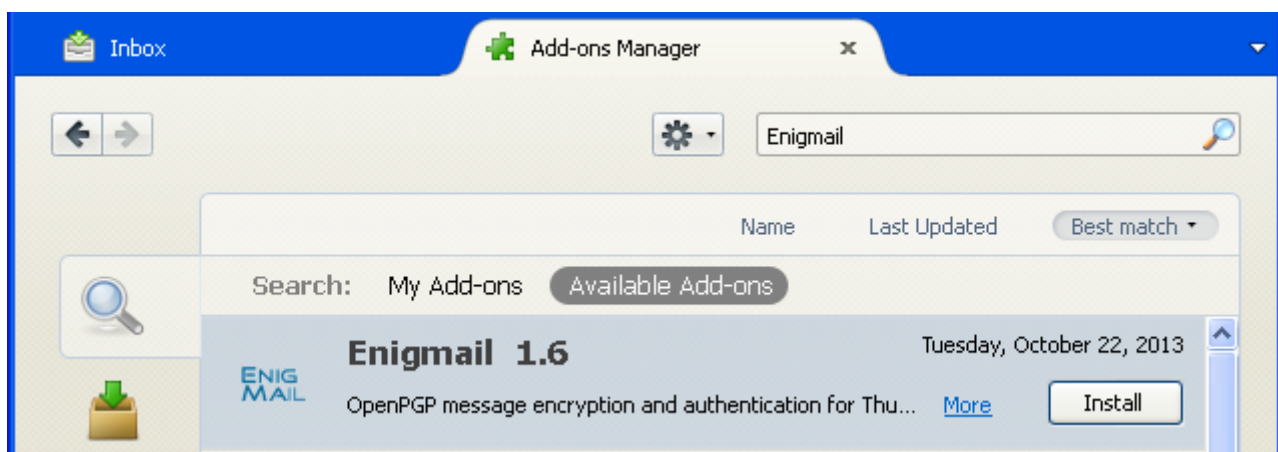 Inbox
Add-ons Manager
Enigmail
Name Last Updated Best match
Search: My Add-ons Available Add-ons
ENIG
MAIL
Enigmail 1.6
Tuesday, October 22, 2013
OpenPGP message encryption and authentication for Thu... More
Install